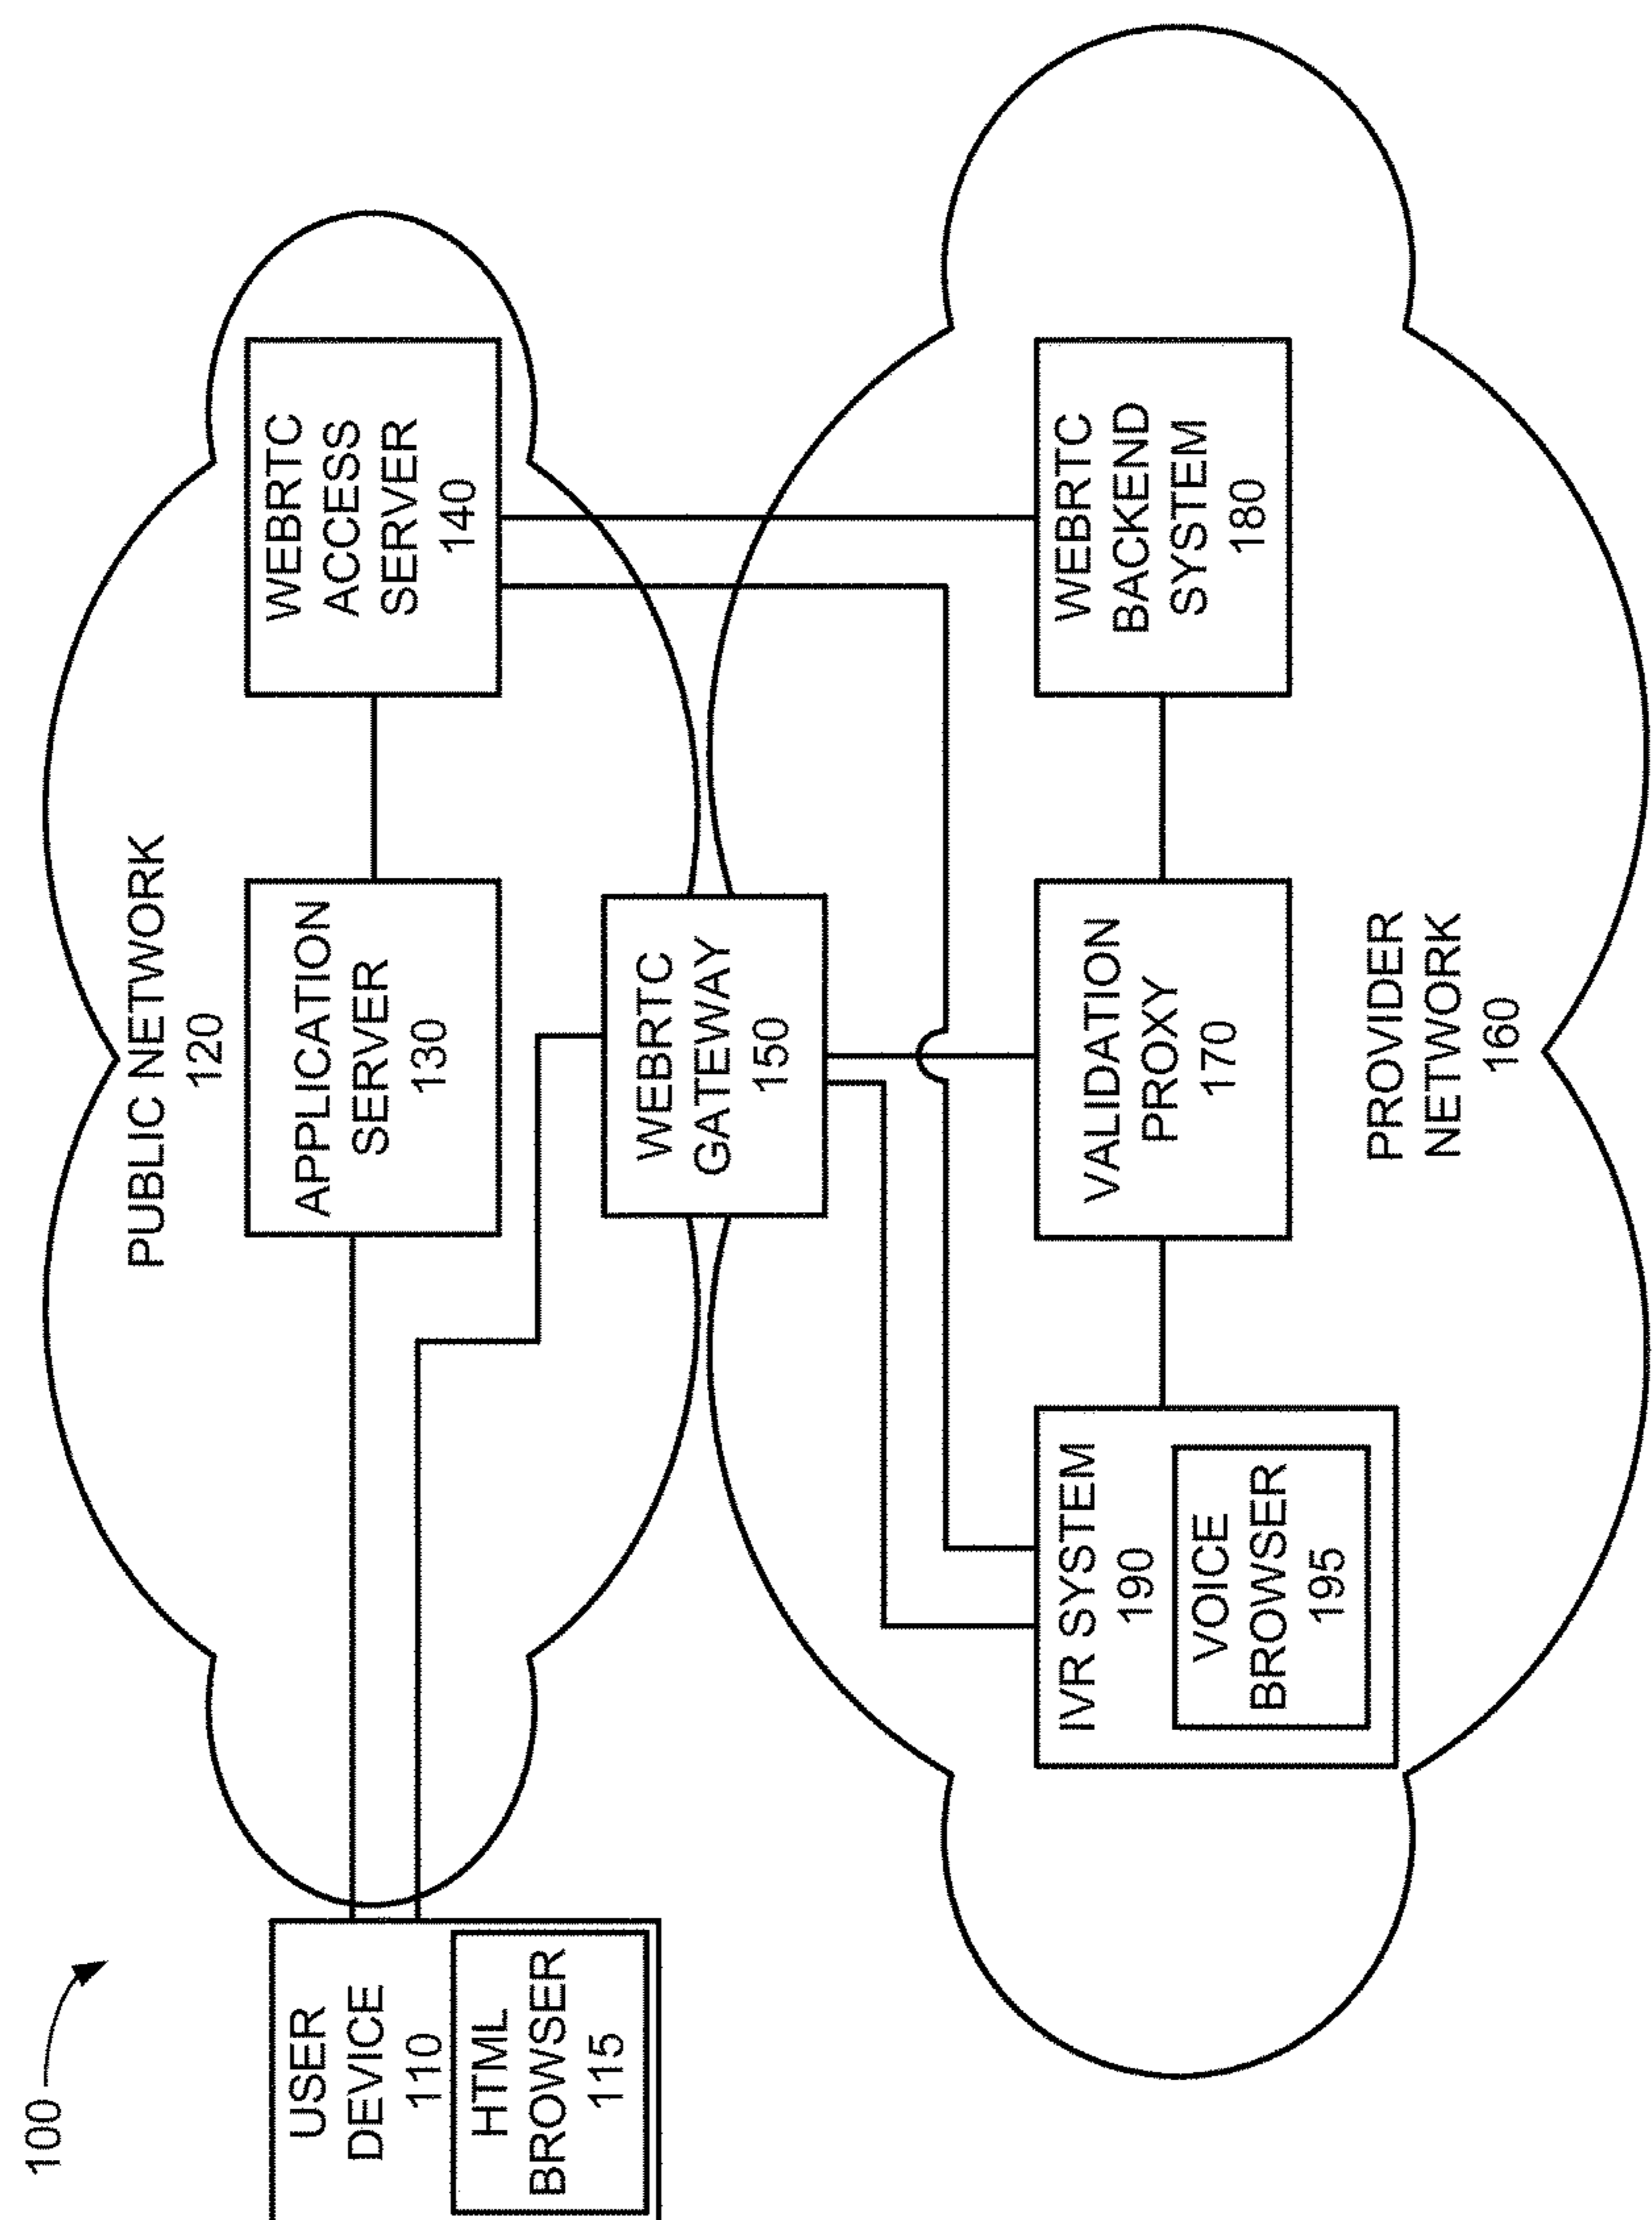 100
USER
DEVICE
110
HTML
BROWSER
115
PUBLIC NETWORK
120
APPLICATION
SERVER
130
WEBRTC
ACCESS
SERVER
140
WEBRTC
GATEWAY
150
IVR SYSTEM
190
VOICE
BROWSER
195
VALIDATION
PROXY
170
WEBRTC
BACKEND
SYSTEM
180
PROVIDER
NETWORK
160